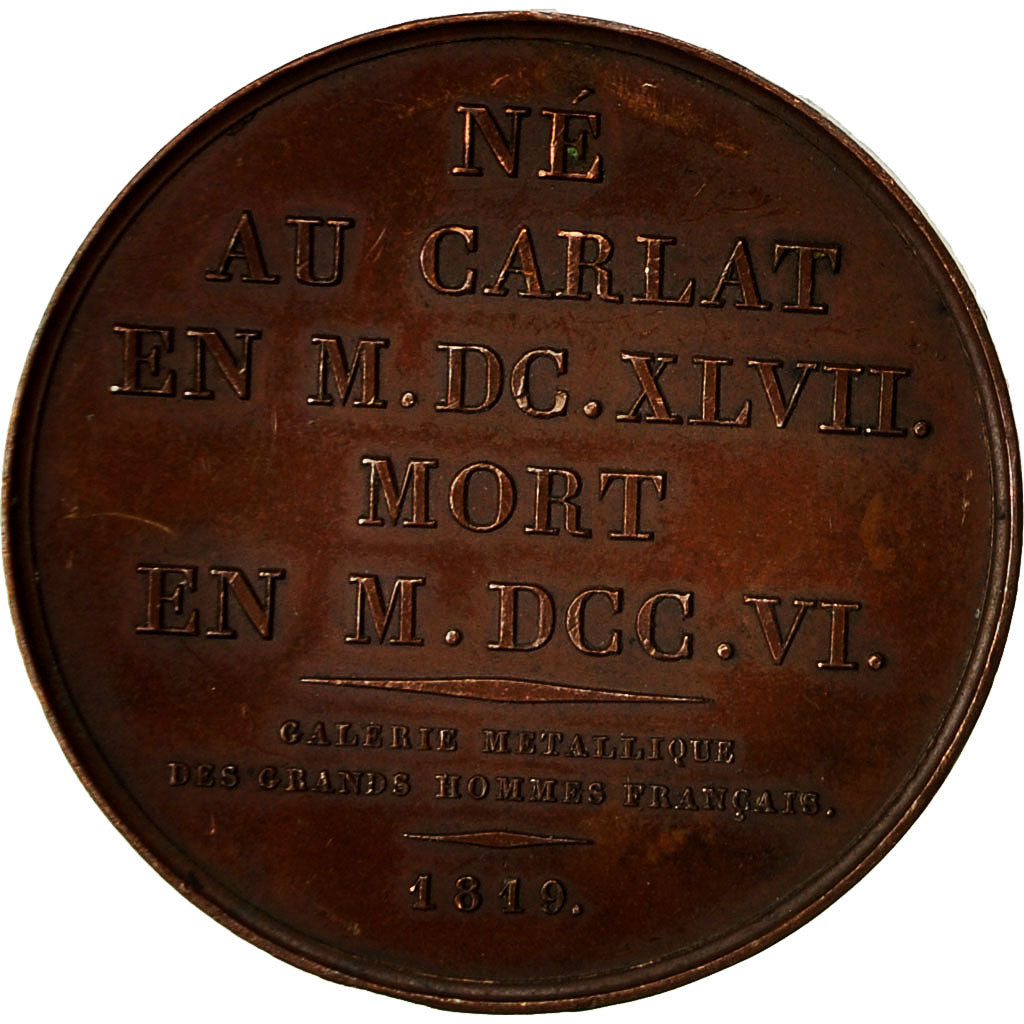 NÉ
AU CARLAT
EN M.DC.XLVII.
MORT
EN M.DCC.VI.
GALERIE METALLIQUE
DES GRANDS HOMMES FRANÇAIS.
1819.